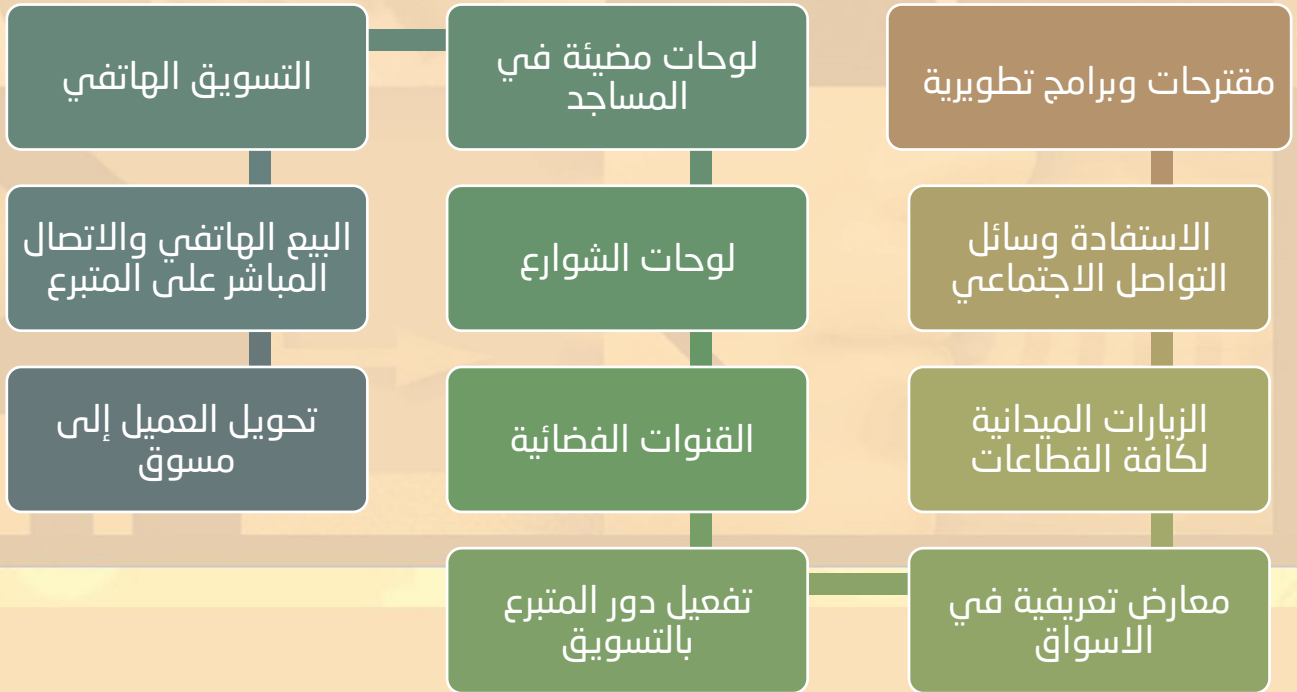 مقترحات وبرامج تطويرية
الاستفادة وسائل
التواصل الاجتماعي
الزيارات الميدانية
لكافة القطاعات
معارض تعريفية في
الاسواق
تفعيل دور المتبرع
بالتسويق
القنوات الفضائية
لوحات الشوارع
لوحات مضيئة في
المساجد
التسويق الهاتفي
البيع الهاتفي والاتصال
المباشر على المتبرع
تحويل العميل إلى
مسوق